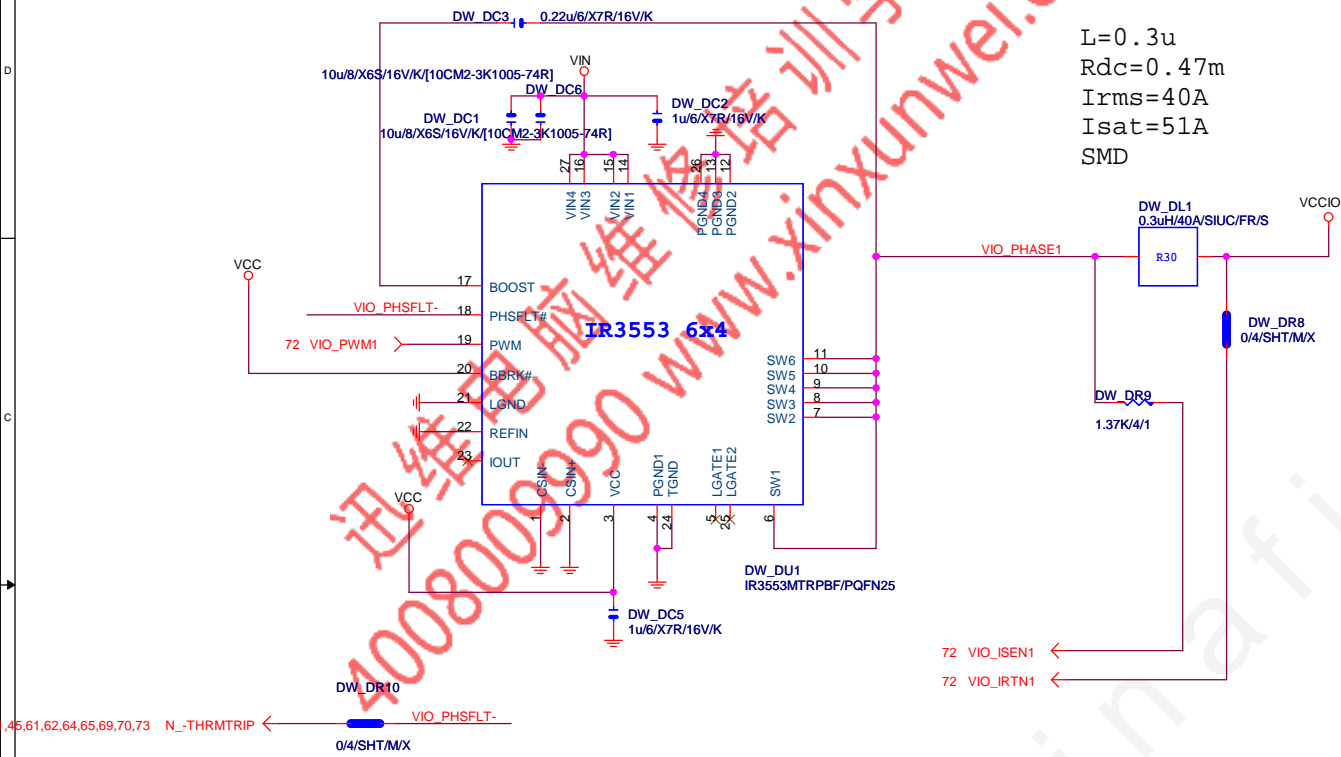 DW_DC3
0.22u/6/X7R/16V/K
L=0.3u
Rdc=0.47m
Irms=40A
Isat=51A
SMD
D
VIN
10u/8/X6S/16V/K/[10CM2-3K1005-74R]
DW_DC6
DW_DC1
10u/8/X6S/16V/K/[10CM2-3K1005-74R]
DW_DC2
1u/6/X7R/16V/K
27
16
15
14
26
13
12
VIN4
VIN3
VIN2
VIN1
PGND4
PGND3
PGND2
DW_DL1
0.3uH/40A/SIUC/FR/S
VCCIO
VIO_PHASE1
R30
VCC
17 BOOST
VIO_PHSFLT-
18 PHSFLT#
72 VIO_PWM1
19 PWM
20 BBRK#
21 LGND
22 REFIN
23 IOUT
IR3553 6x4
SW6 11
SW5 10
SW4 9
SW3 8
SW2 7
DW_DR8
0/4/SHT/M/X
DW_DR9
1.37K/4/1
C
CSIN-
CSIN+
VCC
PGND1
TGND
LGATE1
LGATE2
SW1
1
2
3
4
24
5
25
6
VCC
DW_DU1
IR3553MTRPBF/PQFN25
DW_DC5
1u/6/X7R/16V/K
72 VIO_ISEN1
72 VIO_IRTN1
DW_DR10
,45,61,62,64,65,69,70,73 N_-THRMTRIP
VIO_PHSFLT-
0/4/SHT/M/X
迅维电脑维修培训学
4008009990 www.xinxunwei.c
i n a f i